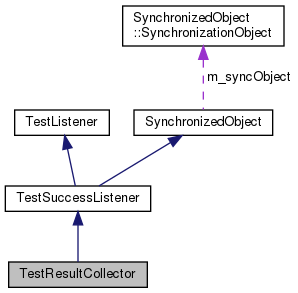 SynchronizedObject
::SynchronizationObject
m_syncObject
TestListener
SynchronizedObject
TestSuccessListener
TestResultCollector